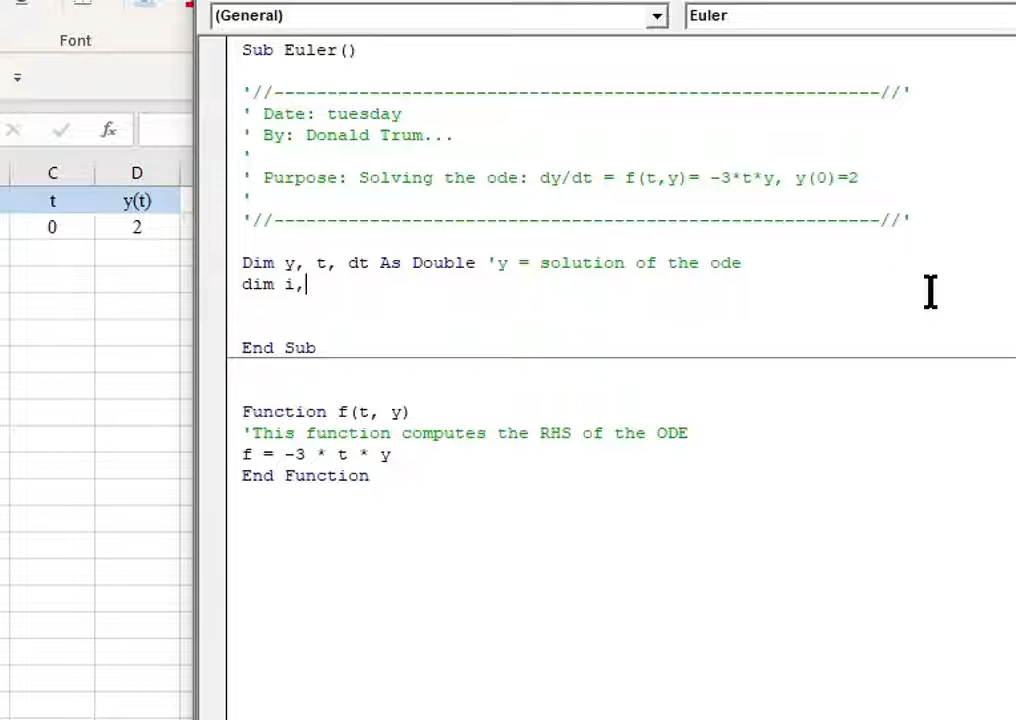 (General)
Euler
Font
fx
C
D
t
y(t)
0
2
Sub Euler()
'//---------------------------------------------------------//'
' Date: tuesday
' By: Donald Trum...
'
' Purpose: Solving the ode: dy/dt = f(t,y)= -3*t*y, y(0)=2
'
'//---------------------------------------------------------//'
Dim y, t, dt As Double 'y = solution of the ode
dim i,
End Sub
Function f(t, y)
'This function computes the RHS of the ODE
f = -3 * t * y
End Function